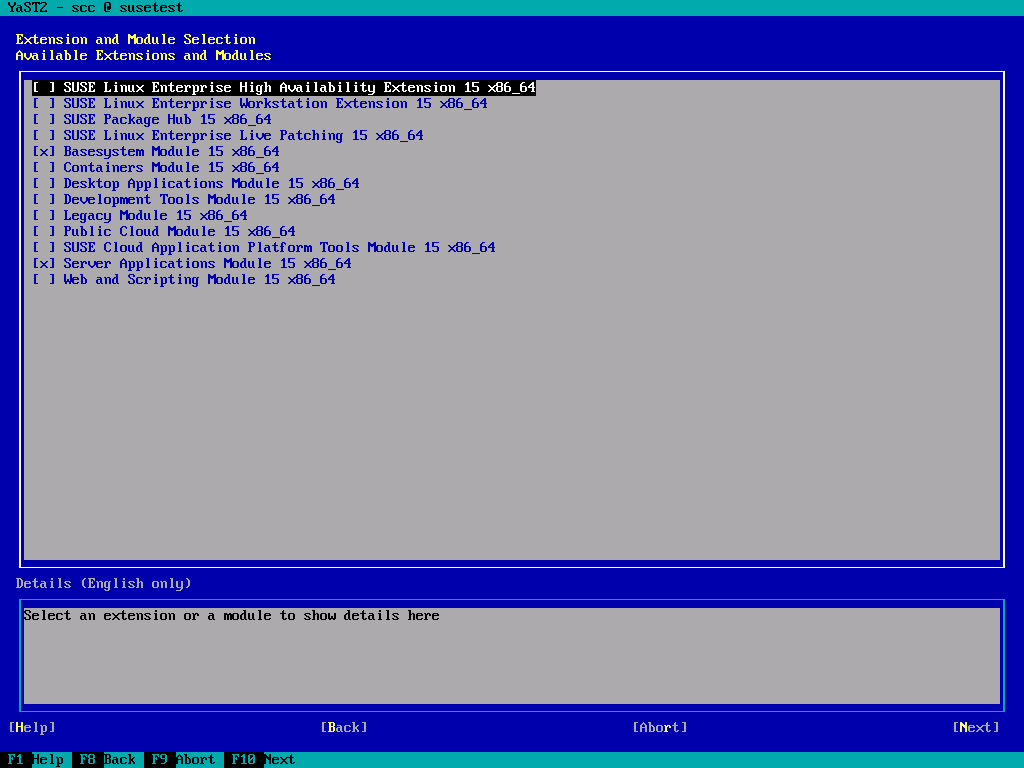 YaST2 - scc @ susetest
Extension and Module Selection
Available Extensions and Modules
[ ] SUSE Linux Enterprise High Availability Extension 15 x86_64
[ ] SUSE Linux Enterprise Workstation Extension 15 x86_64
[ ] SUSE Package Hub 15 x86_64
[ ] SUSE Linux Enterprise Live Patching 15 x86_64
[x] Basesystem Module 15 x86_64
[ ] Containers Module 15 x86_64
[ ] Desktop Applications Module 15 x86_64
[ ] Development Tools Module 15 x86_64
[ ] Legacy Module 15 x86_64
[ ] Public Cloud Module 15 x86_64
[ ] SUSE Cloud Application Platform Tools Module 15 x86_64
[x] Server Applications Module 15 x86_64
[ ] Web and Scripting Module 15 x86_64
Details (English only)
Select an extension or a module to show details here
[Help] [Back] [Abort] [Next]
F1 Help F8 Back F9 Abort F10 Next